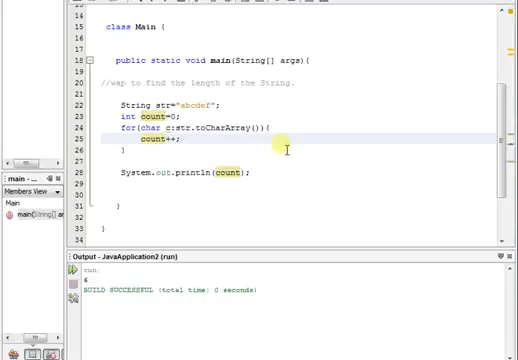 14
15 class Main {
16
17
18 public static void main(String[] args){
19
20 //wap to find the length of the String.
21
22 String str="abcdef";
23 int count=0;
24 for(char c:str.toCharArray()){
25 count++;
26 }
27
28 System.out.println(count);
29
30
31 }
32
33 }
34
main - ...
Members View
Main
main(String[] ar
Output - JavaApplication2 (run)
run:
6
BUILD SUCCESSFUL (total time: 0 seconds)